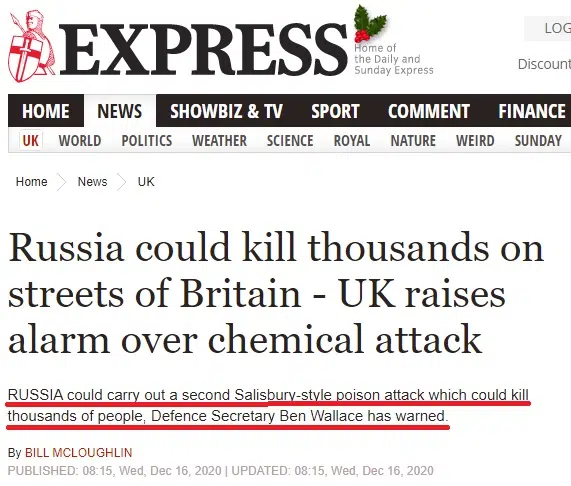 EXPRESS
Home of
the Daily and
Sunday Express
LOG
Discount
HOME NEWS SHOWBIZ & TV SPORT COMMENT FINANCE
UK WORLD POLITICS WEATHER SCIENCE ROYAL NATURE WEIRD SUNDAY
Home News UK
Russia could kill thousands on
streets of Britain - UK raises
alarm over chemical attack
RUSSIA could carry out a second Salisbury-style poison attack which could kill
thousands of people, Defence Secretary Ben Wallace has warned.
By BILL MCLOUGHLIN
PUBLISHED: 08:15, Wed, Dec 16, 2020 | UPDATED: 08:15, Wed, Dec 16, 2020